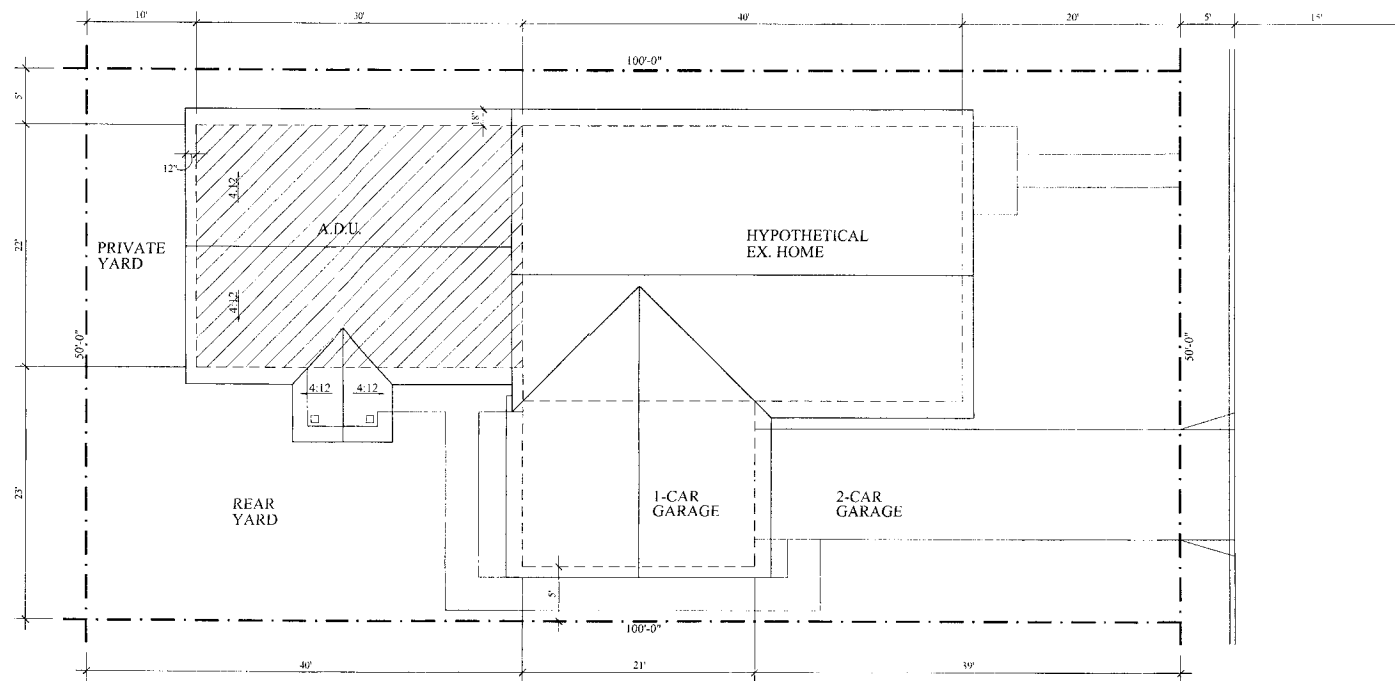 10'
30'
40'
20'
5'
15'
100'-0"
5'
18"
12"
4:12
A.D.U.
22'
PRIVATE
YARD
HYPOTHETICAL
EX. HOME
4:12
50'-0"
50'-0"
4:12
4:12
23'
REAR
YARD
1-CAR
GARAGE
2-CAR
GARAGE
5'
100'-0"
40'
21'
39'